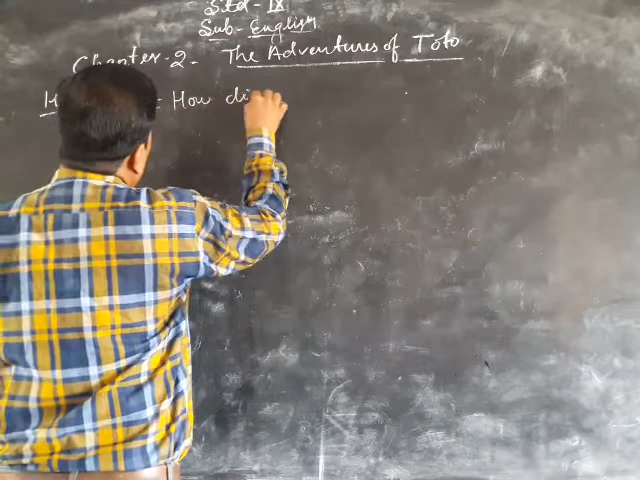 Std - IX
Sub - English
Chapter - 2. The Adventures of Toto
How di